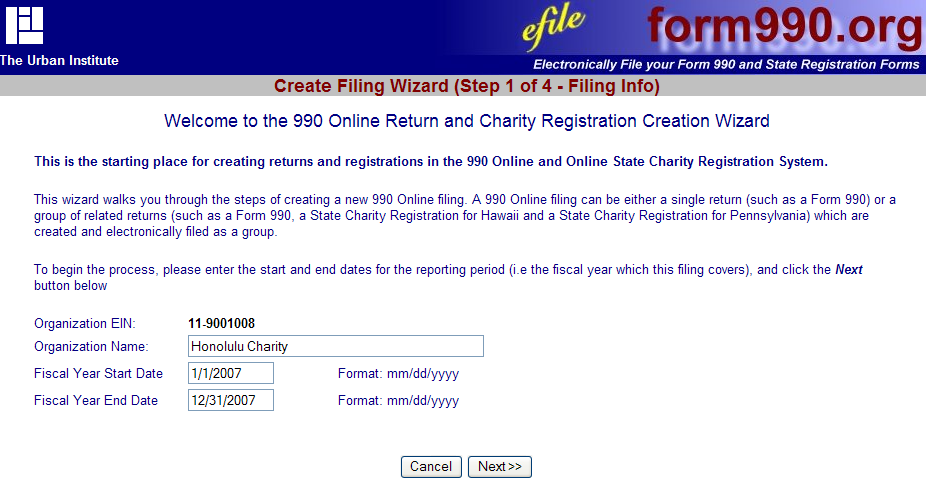 efile
form990.org
The Urban Institute
Electronically File your Form 990 and State Registration Forms
Create Filing Wizard (Step 1 of 4 - Filing Info)
Welcome to the 990 Online Return and Charity Registration Creation Wizard
This is the starting place for creating returns and registrations in the 990 Online and Online State Charity Registration System.
This wizard walks you through the steps of creating a new 990 Online filing. A 990 Online filing can be either a single return (such as a Form 990) or a
group of related returns (such as a Form 990, a State Charity Registration for Hawaii and a State Charity Registration for Pennsylvania) which are
created and electronically filed as a group.
To begin the process, please enter the start and end dates for the reporting period (i.e the fiscal year which this filing covers), and click the Next
button below
Organization EIN: 11-9001008
Organization Name: Honolulu Charity
Fiscal Year Start Date 1/1/2007 Format: mm/dd/yyyy
Fiscal Year End Date 12/31/2007 Format: mm/dd/yyyy
Cancel Next >>